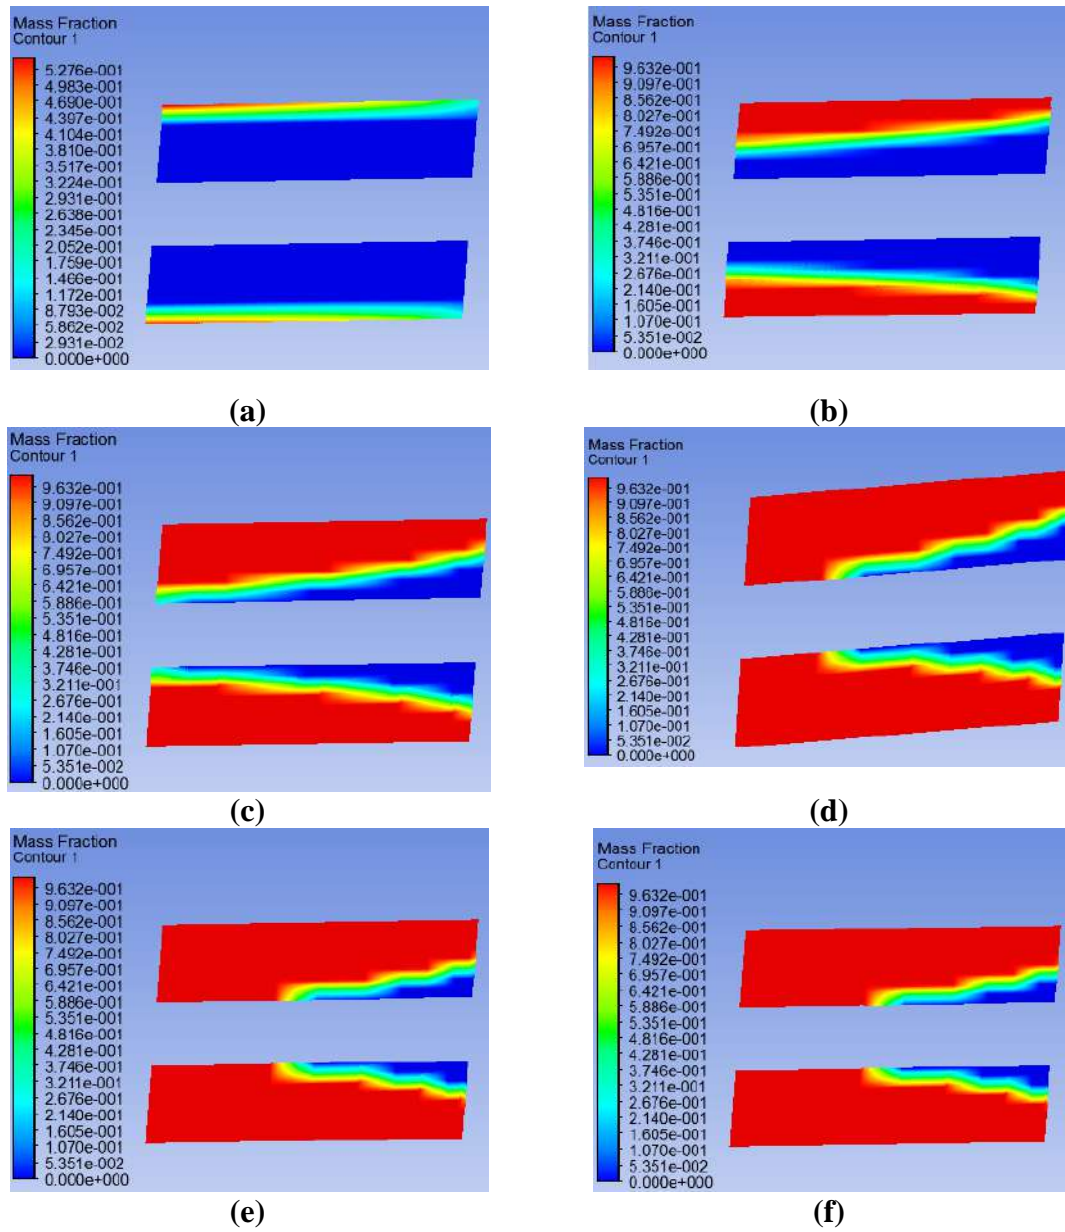 Mass Fraction
Contour 1
5.276e-001
4.983e-001
4.690e-001
4.397e-001
4.104e-001
3.810e-001
3.517e-001
3.224e-001
2.931e-001
2.638e-001
2.345e-001
2.052e-001
1.759e-001
1.466e-001
1.172e-001
8.793e-002
5.862e-002
2.931e-002
0.000e+000
(a)
Mass Fraction
Contour 1
9.632e-001
9.097e-001
8.562e-001
8.027e-001
7.492e-001
6.957e-001
6.421e-001
5.886e-001
5.351e-001
4.816e-001
4.281e-001
3.746e-001
3.211e-001
2.676e-001
2.140e-001
1.605e-001
1.070e-001
5.351e-002
0.000e+000
(b)
Mass Fraction
Contour 1
9.632e-001
9.097e-001
8.562e-001
8.027e-001
7.492e-001
6.957e-001
6.421e-001
5.886e-001
5.351e-001
4.816e-001
4.281e-001
3.746e-001
3.211e-001
2.676e-001
2.140e-001
1.605e-001
1.070e-001
5.351e-002
0.000e+000
(c)
Mass Fraction
Contour 1
9.632e-001
9.097e-001
8.562e-001
8.027e-001
7.492e-001
6.957e-001
6.421e-001
5.886e-001
5.351e-001
4.816e-001
4.281e-001
3.746e-001
3.211e-001
2.676e-001
2.140e-001
1.605e-001
1.070e-001
5.351e-002
0.000e+000
(d)
Mass Fraction
Contour 1
9.632e-001
9.097e-001
8.562e-001
8.027e-001
7.492e-001
6.957e-001
6.421e-001
5.886e-001
5.351e-001
4.816e-001
4.281e-001
3.746e-001
3.211e-001
2.676e-001
2.140e-001
1.605e-001
1.070e-001
5.351e-002
0.000e+000
(e)
Mass Fraction
Contour 1
9.632e-001
9.097e-001
8.562e-001
8.027e-001
7.492e-001
6.957e-001
6.421e-001
5.886e-001
5.351e-001
4.816e-001
4.281e-001
3.746e-001
3.211e-001
2.676e-001
2.140e-001
1.605e-001
1.070e-001
5.351e-002
0.000e+000
(f)